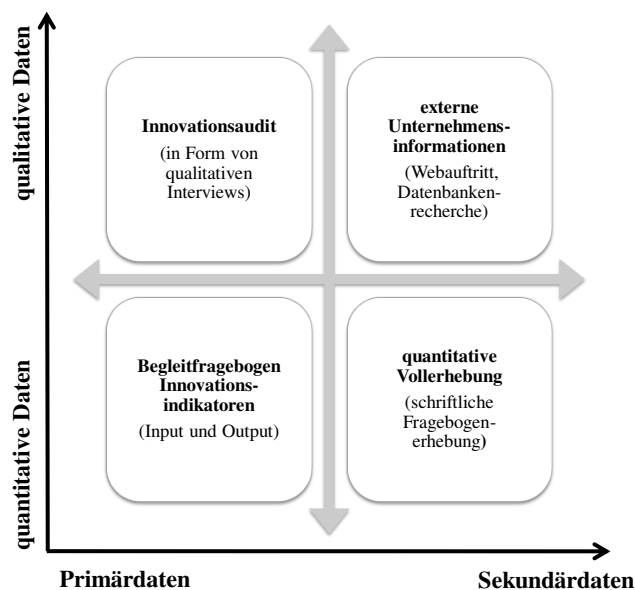 qualitative Daten
Innovationsaudit
(in Form von
qualitativen
Interviews)
externe
Unternehmens-
informationen
(Webauftritt,
Datenbanken-
recherche)
quantitative Daten
Begleitfragebogen
Innovations-
indikatoren
(Input und Output)
quantitative
Vollerhebung
(schriftliche
Fragebogen-
erhebung)
Primärdaten
Sekundärdaten